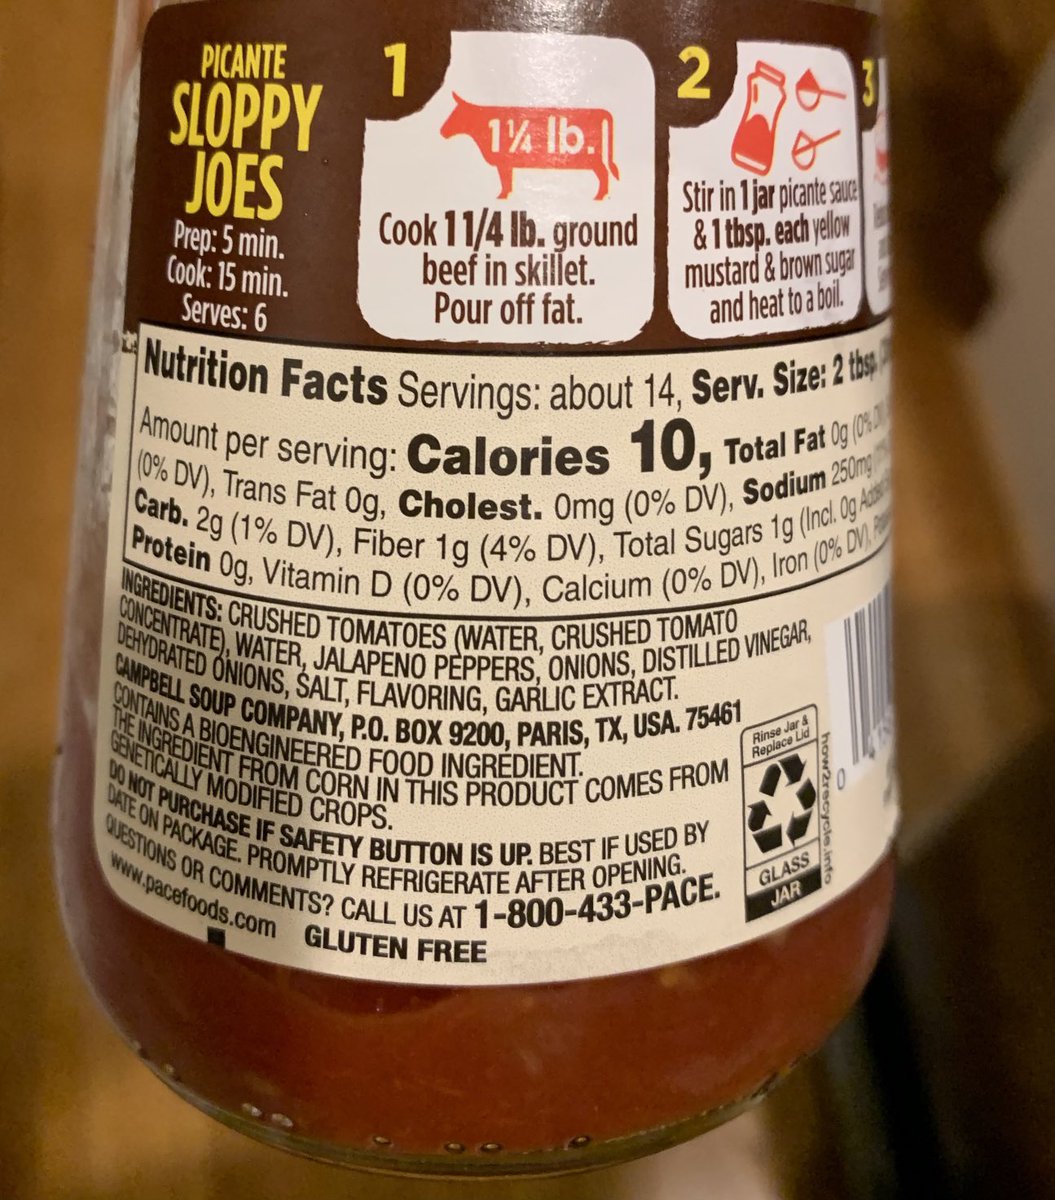 PICANTE
SLOPPY
JOES
Prep: 5 min.
Cook: 15 min.
Serves: 6
1
1¼ lb.
Cook 1 1/4 lb. ground
beef in skillet.
Pour off fat.
2
Stir in 1 jar picante sauce
& 1 tbsp. each yellow
mustard & brown sugar
and heat to a boil.
3
Nutrition Facts Servings: about 14, Serv. Size: 2 tbsp.
Amount per serving: Calories 10, Total Fat 0g (0%
(0% DV), Trans Fat 0g, Cholest. 0mg (0% DV), Sodium 250mg
Carb. 2g (1% DV), Fiber 1g (4% DV), Total Sugars 1g (Incl. 0g
Protein 0g, Vitamin D (0% DV), Calcium (0% DV), Iron (0% DV),
INGREDIENTS: CRUSHED TOMATOES (WATER, CRUSHED TOMATO
CONCENTRATE), WATER, JALAPENO PEPPERS, ONIONS, DISTILLED VINEGAR,
DEHYDRATED ONIONS, SALT, FLAVORING, GARLIC EXTRACT.
CAMPBELL SOUP COMPANY, P.O. BOX 9200, PARIS, TX, USA. 75461
CONTAINS A BIOENGINEERED FOOD INGREDIENT.
THE INGREDIENT FROM CORN IN THIS PRODUCT COMES FROM
GENETICALLY MODIFIED CROPS.
DO NOT PURCHASE IF SAFETY BUTTON IS UP. BEST IF USED BY
DATE ON PACKAGE. PROMPTLY REFRIGERATE AFTER OPENING.
QUESTIONS OR COMMENTS? CALL US AT 1-800-433-PACE.
www.pacefoods.com GLUTEN FREE
Rinse Jar &
Replace Lid
GLASS
JAR
how2recycle.info
0